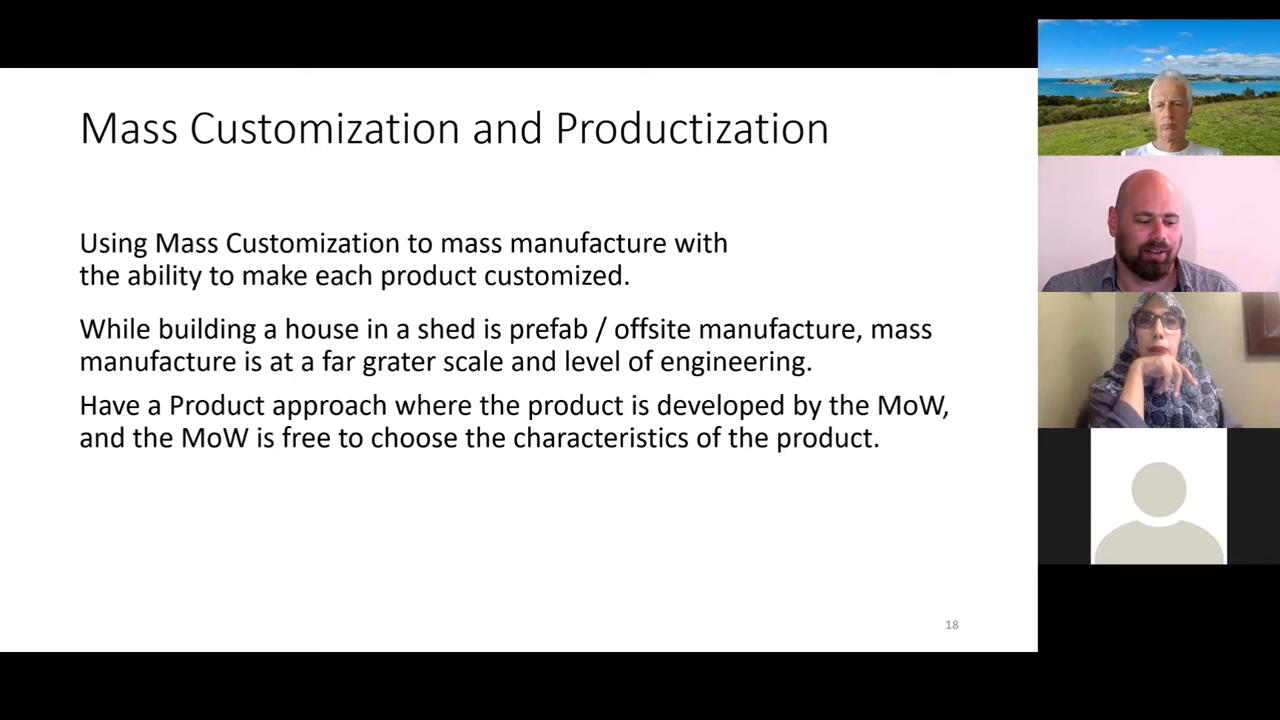 Mass Customization and Productization
Using Mass Customization to mass manufacture with
the ability to make each product customized.
While building a house in a shed is prefab / offsite manufacture, mass
manufacture is at a far grater scale and level of engineering.
Have a Product approach where the product is developed by the MoW,
and the MoW is free to choose the characteristics of the product.
18